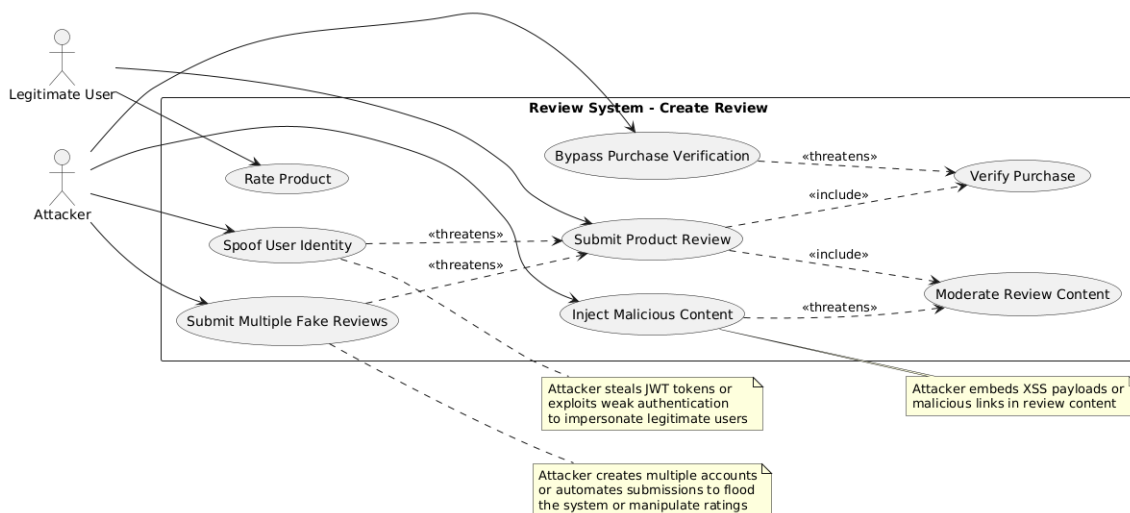 Review System - Create Review
Legitimate User
Bypass Purchase Verification
«threatens»
Verify Purchase
Rate Product
«include»
Attacker
Spoof User Identity
«threatens»
Submit Product Review
«threatens»
«include»
Submit Multiple Fake Reviews
Inject Malicious Content
«threatens»
Moderate Review Content
Attacker steals JWT tokens or
exploits weak authentication
to impersonate legitimate users
Attacker embeds XSS payloads or
malicious links in review content
Attacker creates multiple accounts
or automates submissions to flood
the system or manipulate ratings